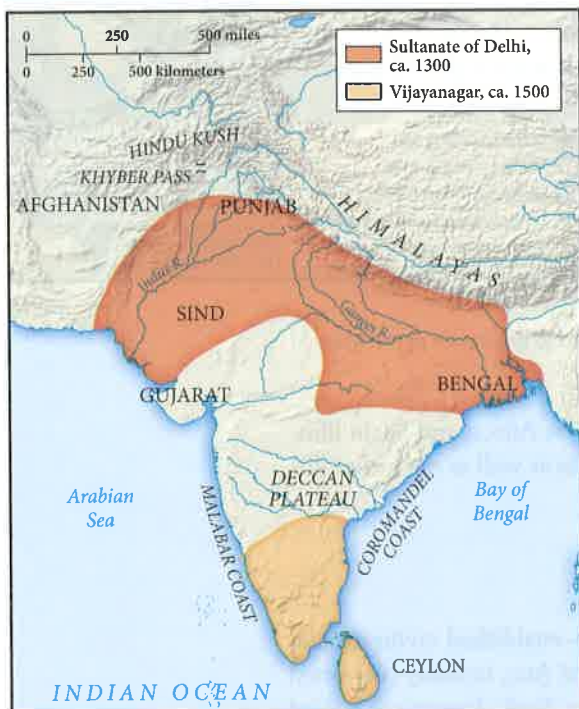 0 250 500 miles
0 250 500 kilometers
Sultanate of Delhi,
ca. 1300
Vijayanagar, ca. 1500
HINDU KUSH
KHYBER PASS
AFGHANISTAN
PUNJAB
HIMALAYAS
Indus R.
SIND
Ganges R.
GUJARAT
BENGAL
DECCAN
PLATEAU
Arabian
Sea
Bay of
Bengal
MALABAR COAST
COROMANDEL
COAST
CEYLON
INDIAN OCEAN